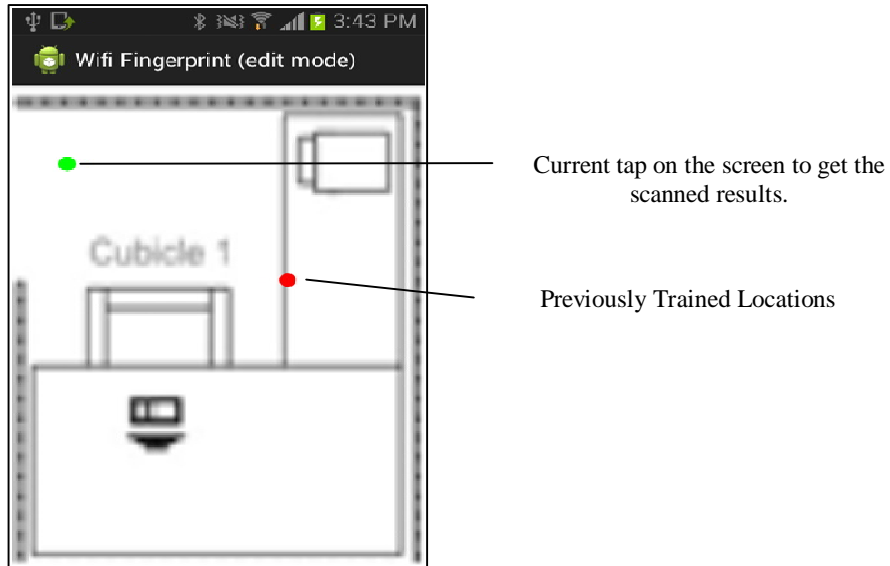 3:43 PM
Wifi Fingerprint (edit mode)
Current tap on the screen to get the
scanned results.
Cubicle 1
Previously Trained Locations